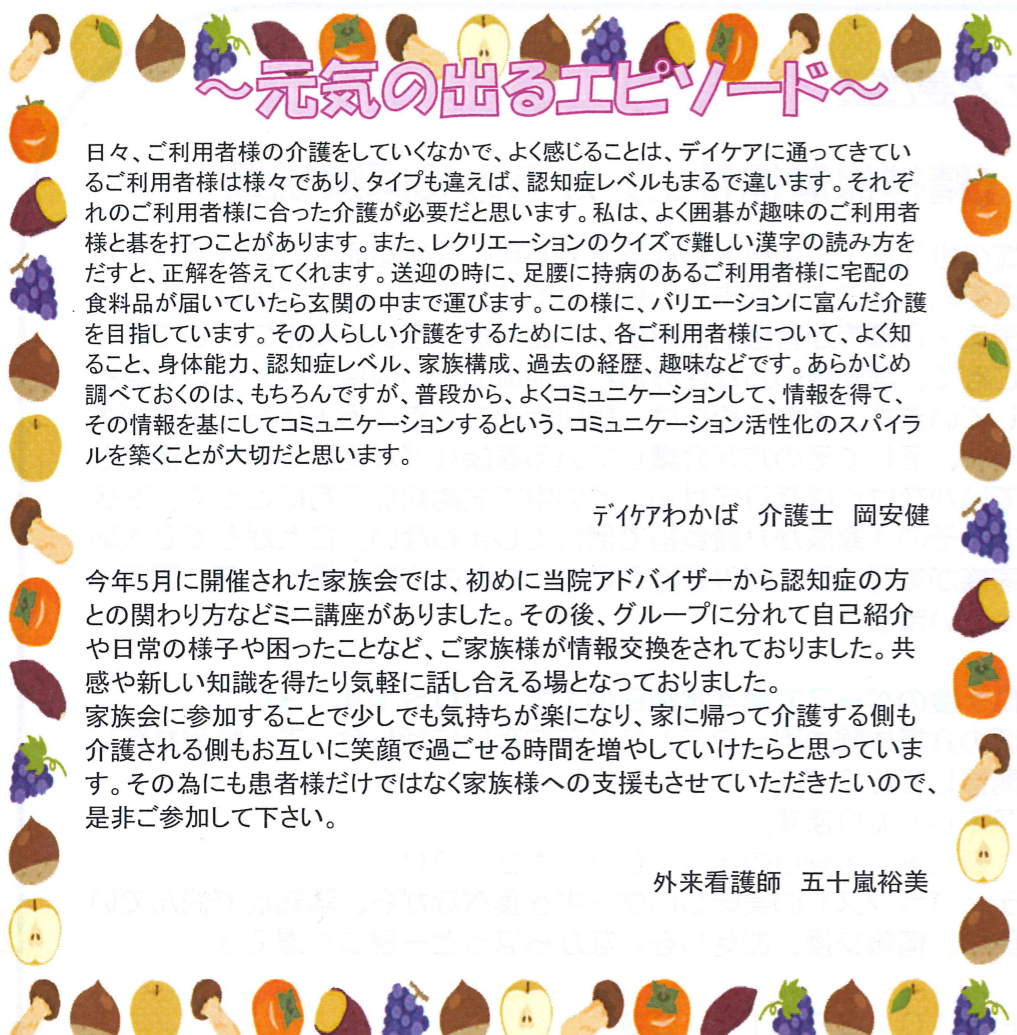 ～元気の出るエピソード～
日々、ご利用者様の介護をしていくなかで、よく感じることは、デイケアに通ってきてい
るご利用者様は様々であり、タイプも違えば、認知症レベルもまるで違います。それぞ
れのご利用者様に合った介護が必要だと思います。私は、よく囲碁が趣味のご利用者
様と碁を打つことがあります。また、レクリエーションのクイズで難しい漢字の読み方を
だすと、正解を答えてくれます。送迎の時に、足腰に持病のあるご利用者様に宅配の
食料品が届いていたら玄関の中まで運びます。この様に、バリエーションに富んだ介護
を目指しています。その人らしい介護をするためには、各ご利用者様について、よく知
ること、身体能力、認知症レベル、家族構成、過去の経歴、趣味などです。あらかじめ
調べておくのは、もちろんですが、普段から、よくコミュニケーションして、情報を得て、
その情報を基にしてコミュニケーションするという、コミュニケーション活性化のスパイラ
ルを築くことが大切だと思います。
デイケアわかば　介護士　岡安健
今年5月に開催された家族会では、初めに当院アドバイザーから認知症の方
との関わり方などミニ講座がありました。その後、グループに分れて自己紹介
や日常の様子や困ったことなど、ご家族様が情報交換をされておりました。共
感や新しい知識を得たり気軽に話し合える場となっておりました。
家族会に参加することで少しでも気持ちが楽になり、家に帰って介護する側も
介護される側もお互いに笑顔で過ごせる時間を増やしていけたらと思っていま
す。その為にも患者様だけではなく家族様への支援もさせていただきたいので、
是非ご参加して下さい。
外来看護師　五十嵐裕美